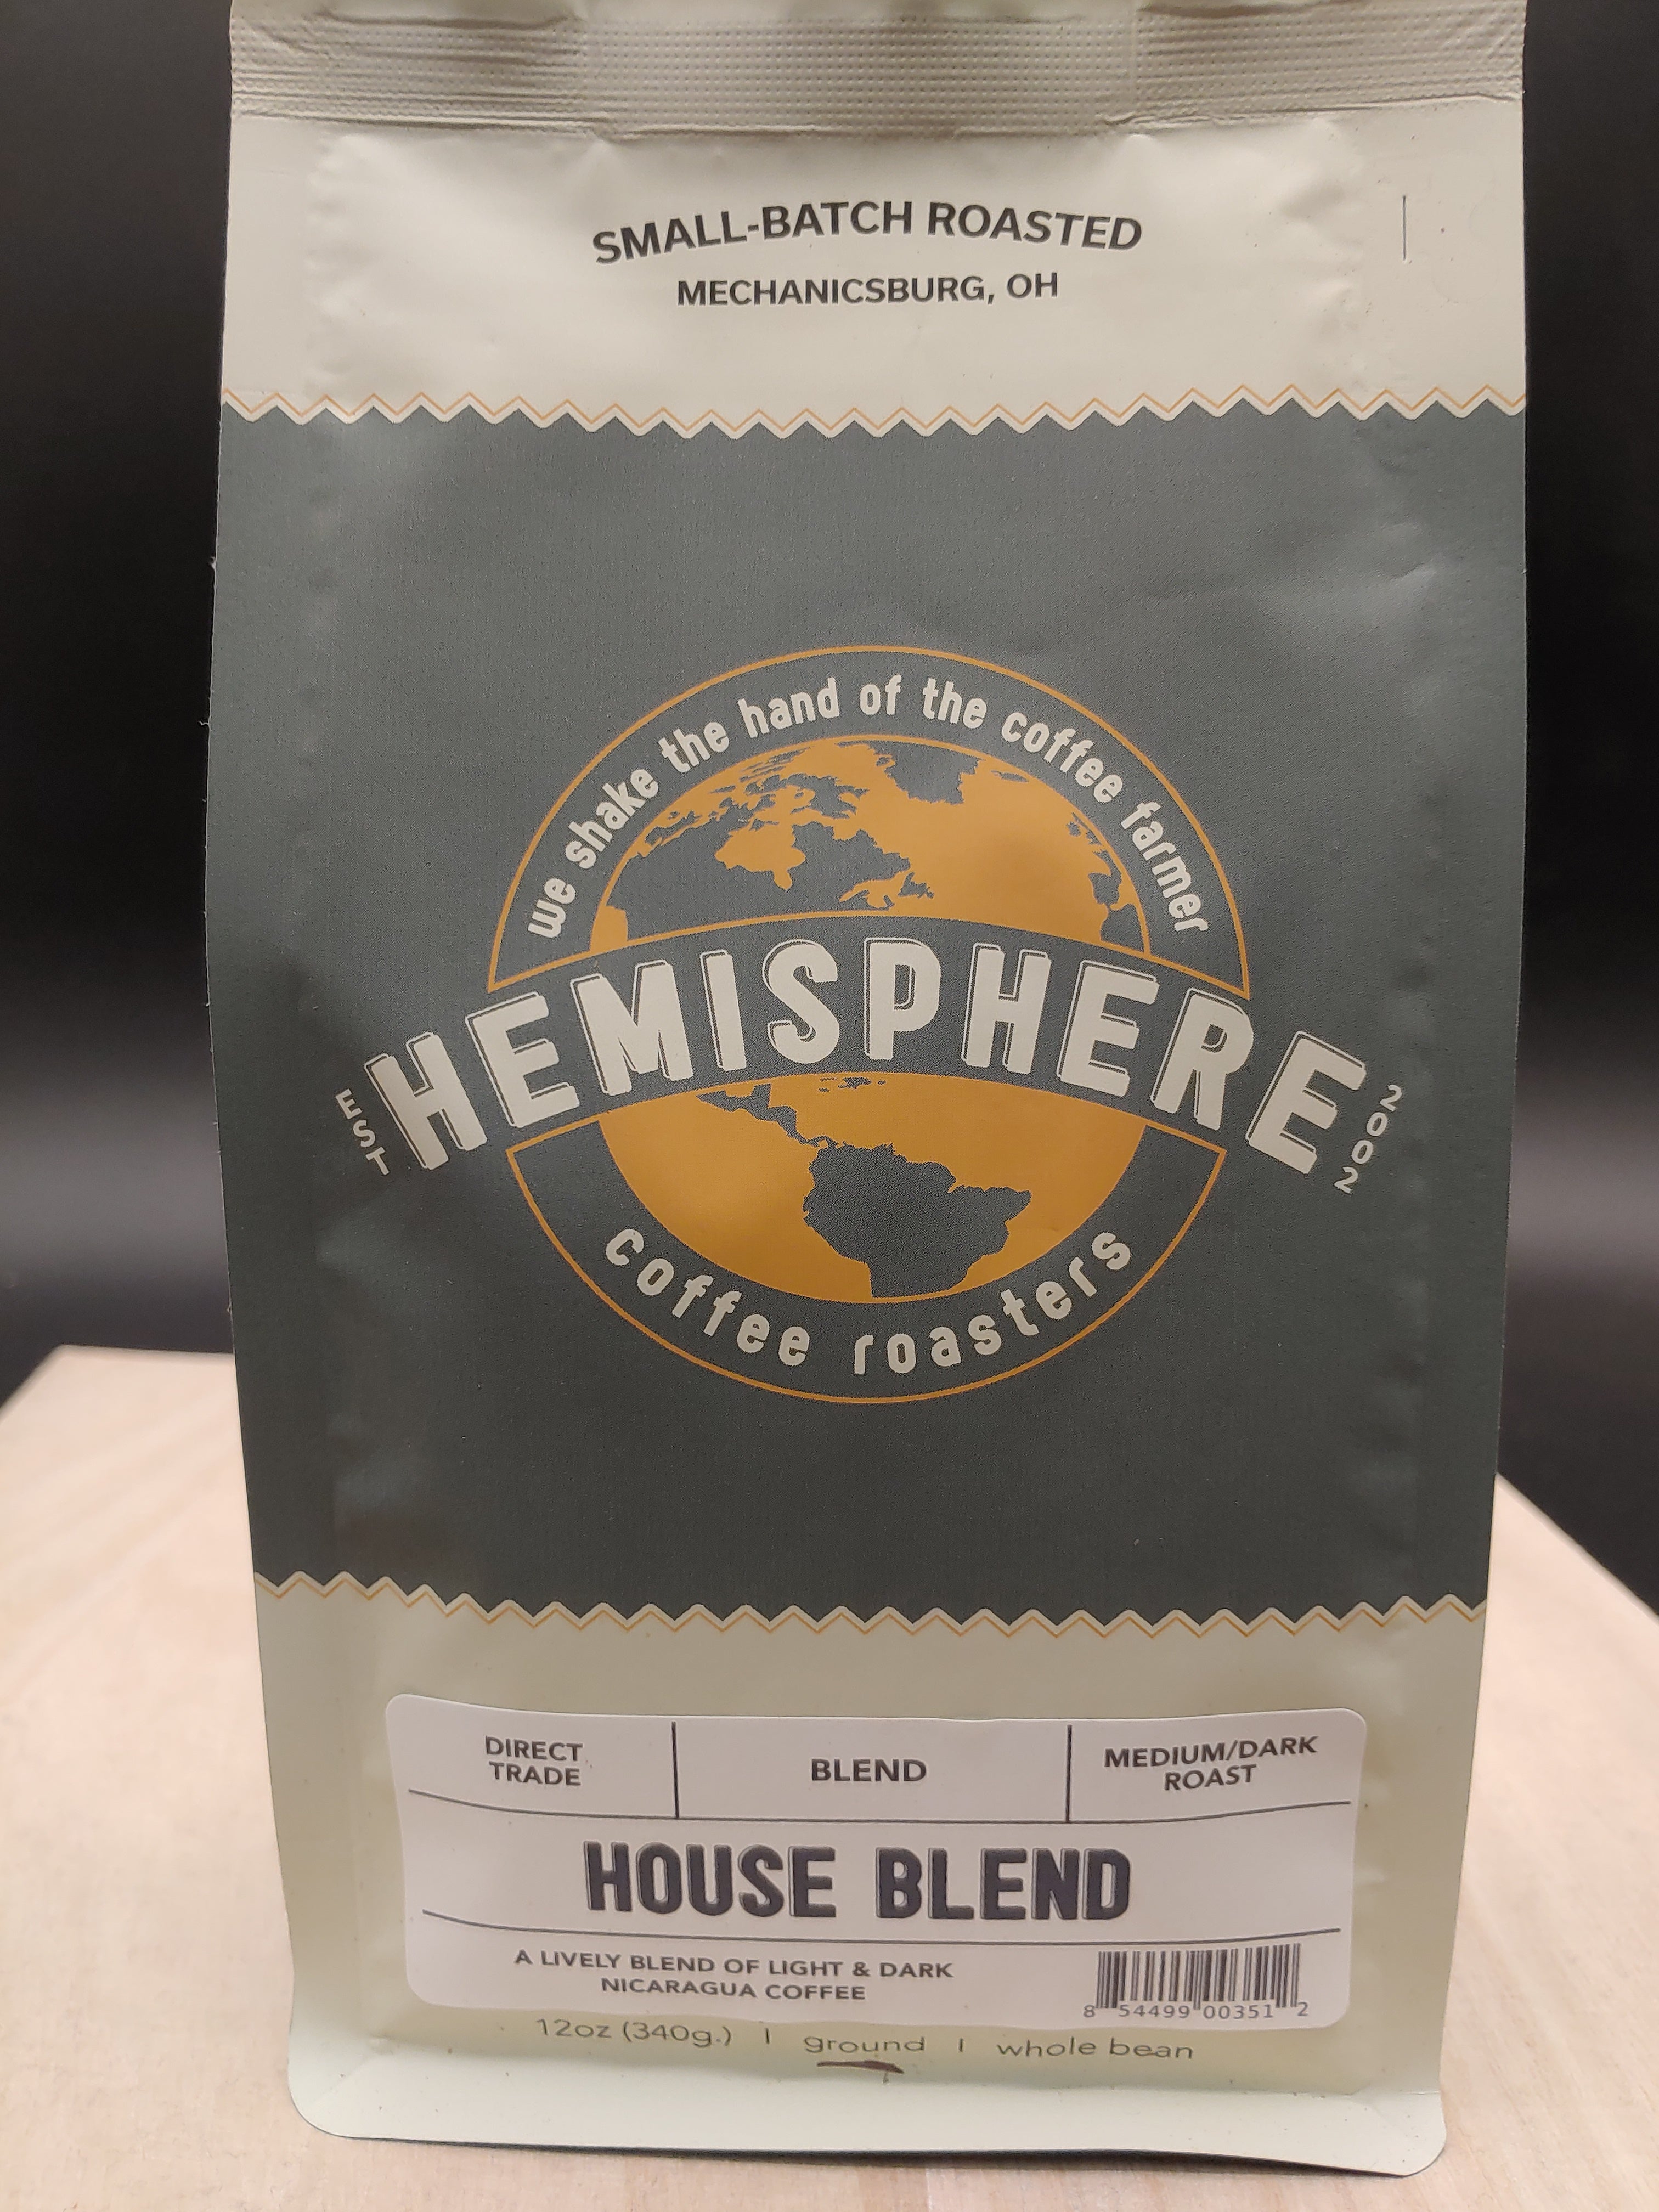 SMALL-BATCH ROASTED
MECHANICSBURG, OH
we shake the hand of the coffee farmer
EST
HEMISPHERE
2002
coffee roasters
DIRECT
TRADE
BLEND
MEDIUM/DARK
ROAST
HOUSE BLEND
A LIVELY BLEND OF LIGHT & DARK
NICARAGUA COFFEE
8 54499 00351 2
12oz (340g.) | ground | whole bean